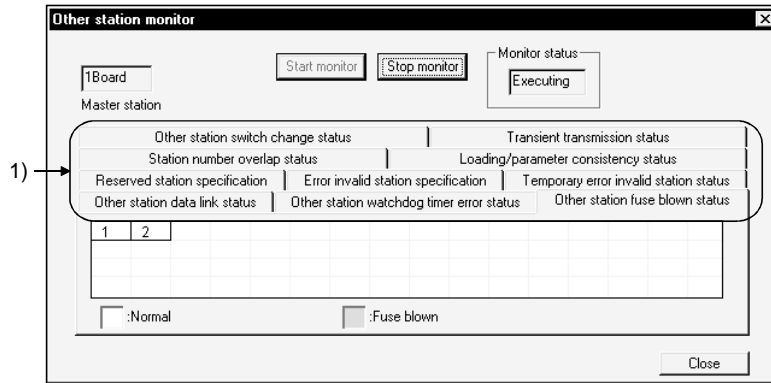 Other station monitor
1Board
Master station
Start monitor
Stop monitor
Monitor status
Executing
1)
Other station switch change status
Transient transmission status
Station number overlap status
Loading/parameter consistency status
Reserved station specification
Error invalid station specification
Temporary error invalid station status
Other station data link status
Other station watchdog timer error status
Other station fuse blown status
1 2
:Normal
:Fuse blown
Close